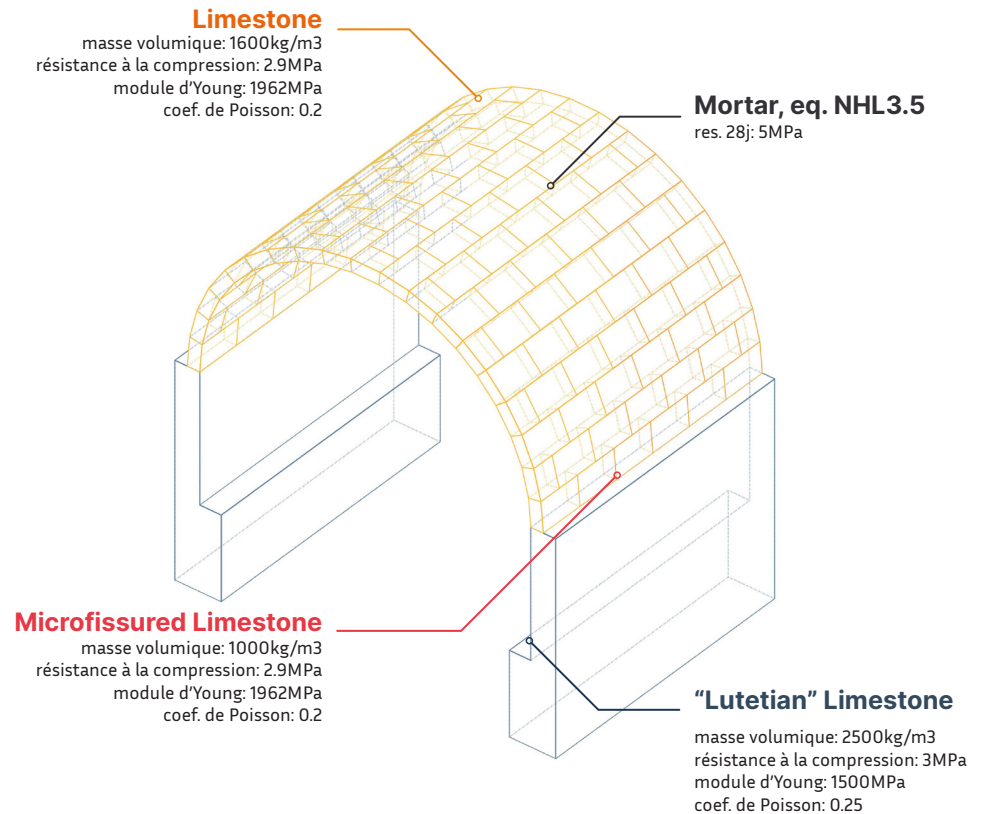 Limestone
masse volumique: 1600kg/m3
résistance à la compression: 2.9MPa
module d'Young: 1962MPa
coef. de Poisson: 0.2
Mortar, eq. NHL3.5
res. 28j: 5MPa
Microfissured Limestone
masse volumique: 1000kg/m3
résistance à la compression: 2.9MPa
module d'Young: 1962MPa
coef. de Poisson: 0.2
“Lutetian” Limestone
masse volumique: 2500kg/m3
résistance à la compression: 3MPa
module d'Young: 1500MPa
coef. de Poisson: 0.25